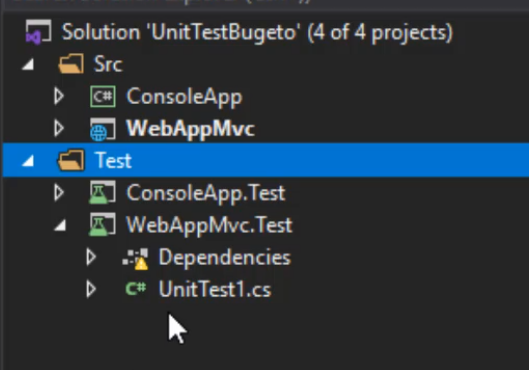 Solution 'UnitTestBugeto' (4 of 4 projects)
Src
C# ConsoleApp
WebAppMvc
Test
ConsoleApp.Test
WebAppMvc.Test
Dependencies
C# UnitTest1.cs